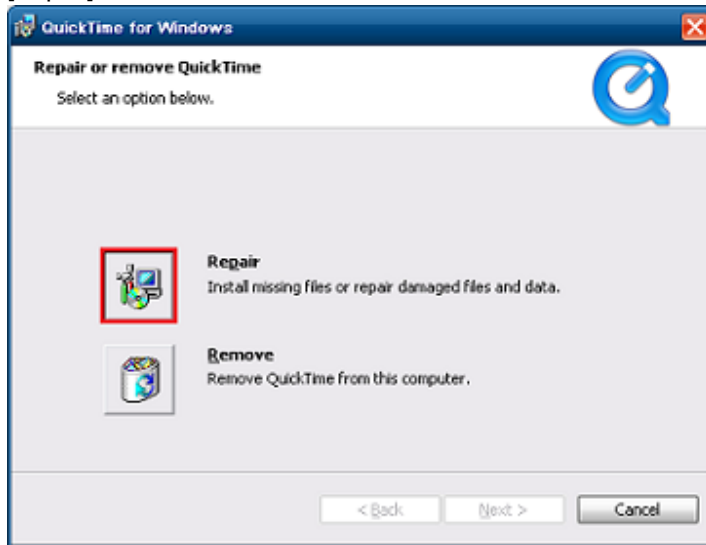 QuickTime for Windows
Repair or remove QuickTime
Select an option below.
Repair
Install missing files or repair damaged files and data.
Remove
Remove QuickTime from this computer.
< Back Next > Cancel